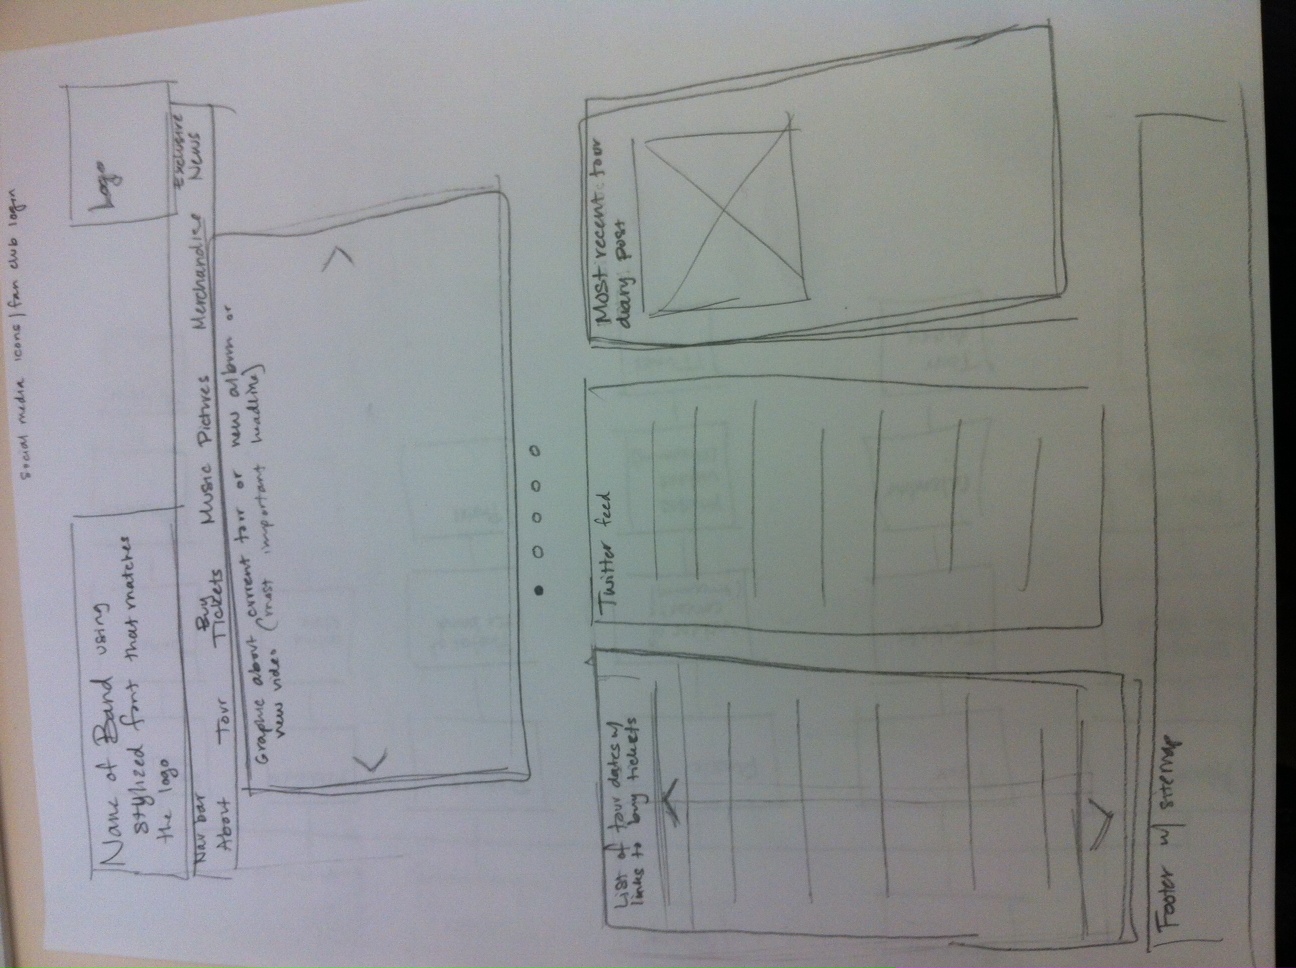 social media icons/fan club login
Name of Band using
stylized font that matches
the logo
Logo
Nav bar
About Tour Buy Tickets Music Pictures Merchandise Exclusive News
Graphic about current tour or new album or
new video (most important headline)
List of tour dates w/
links to buy tickets
Twitter feed
Most recent tour
diary post
Footer w/ sitemap